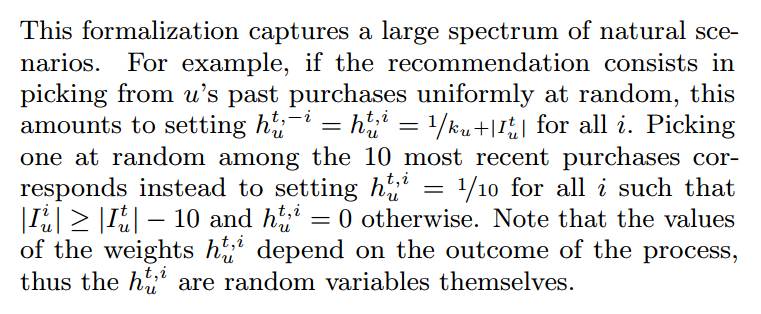 This formalization captures a large spectrum of natural sce-
narios. For example, if the recommendation consists in
picking from u's past purchases uniformly at random, this
amounts to setting h_u^{t,-i} = h_u^{t,i} = 1/k_u+|I_u^t| for all i. Picking
one at random among the 10 most recent purchases cor-
responds instead to setting h_u^{t,i} = 1/10 for all i such that
|I_u^i| ≥ |I_u^t| − 10 and h_u^{t,i} = 0 otherwise. Note that the values
of the weights h_u^{t,i} depend on the outcome of the process,
thus the h_u^{t,i} are random variables themselves.